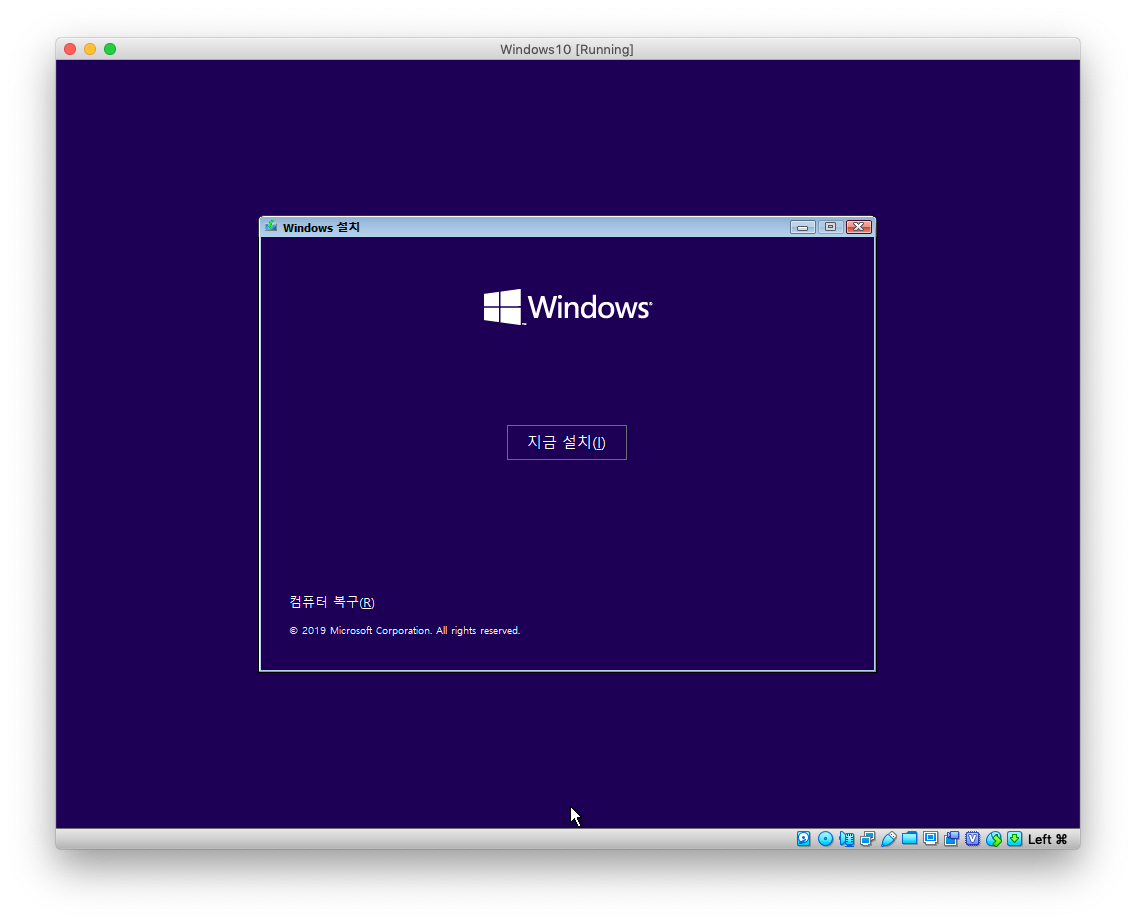 Windows10 [Running]
Windows 설치
Windows
지금 설치(I)
컴퓨터 복구(R)
© 2019 Microsoft Corporation. All rights reserved.
Left ⌘